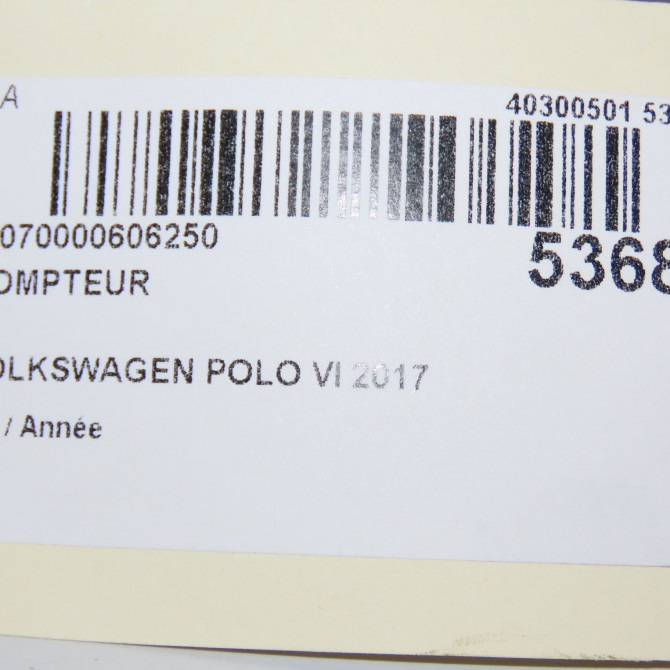 A 40300501 53
070000606250
5368
OMPTEUR
OLKSWAGEN POLO VI 2017
/ Année